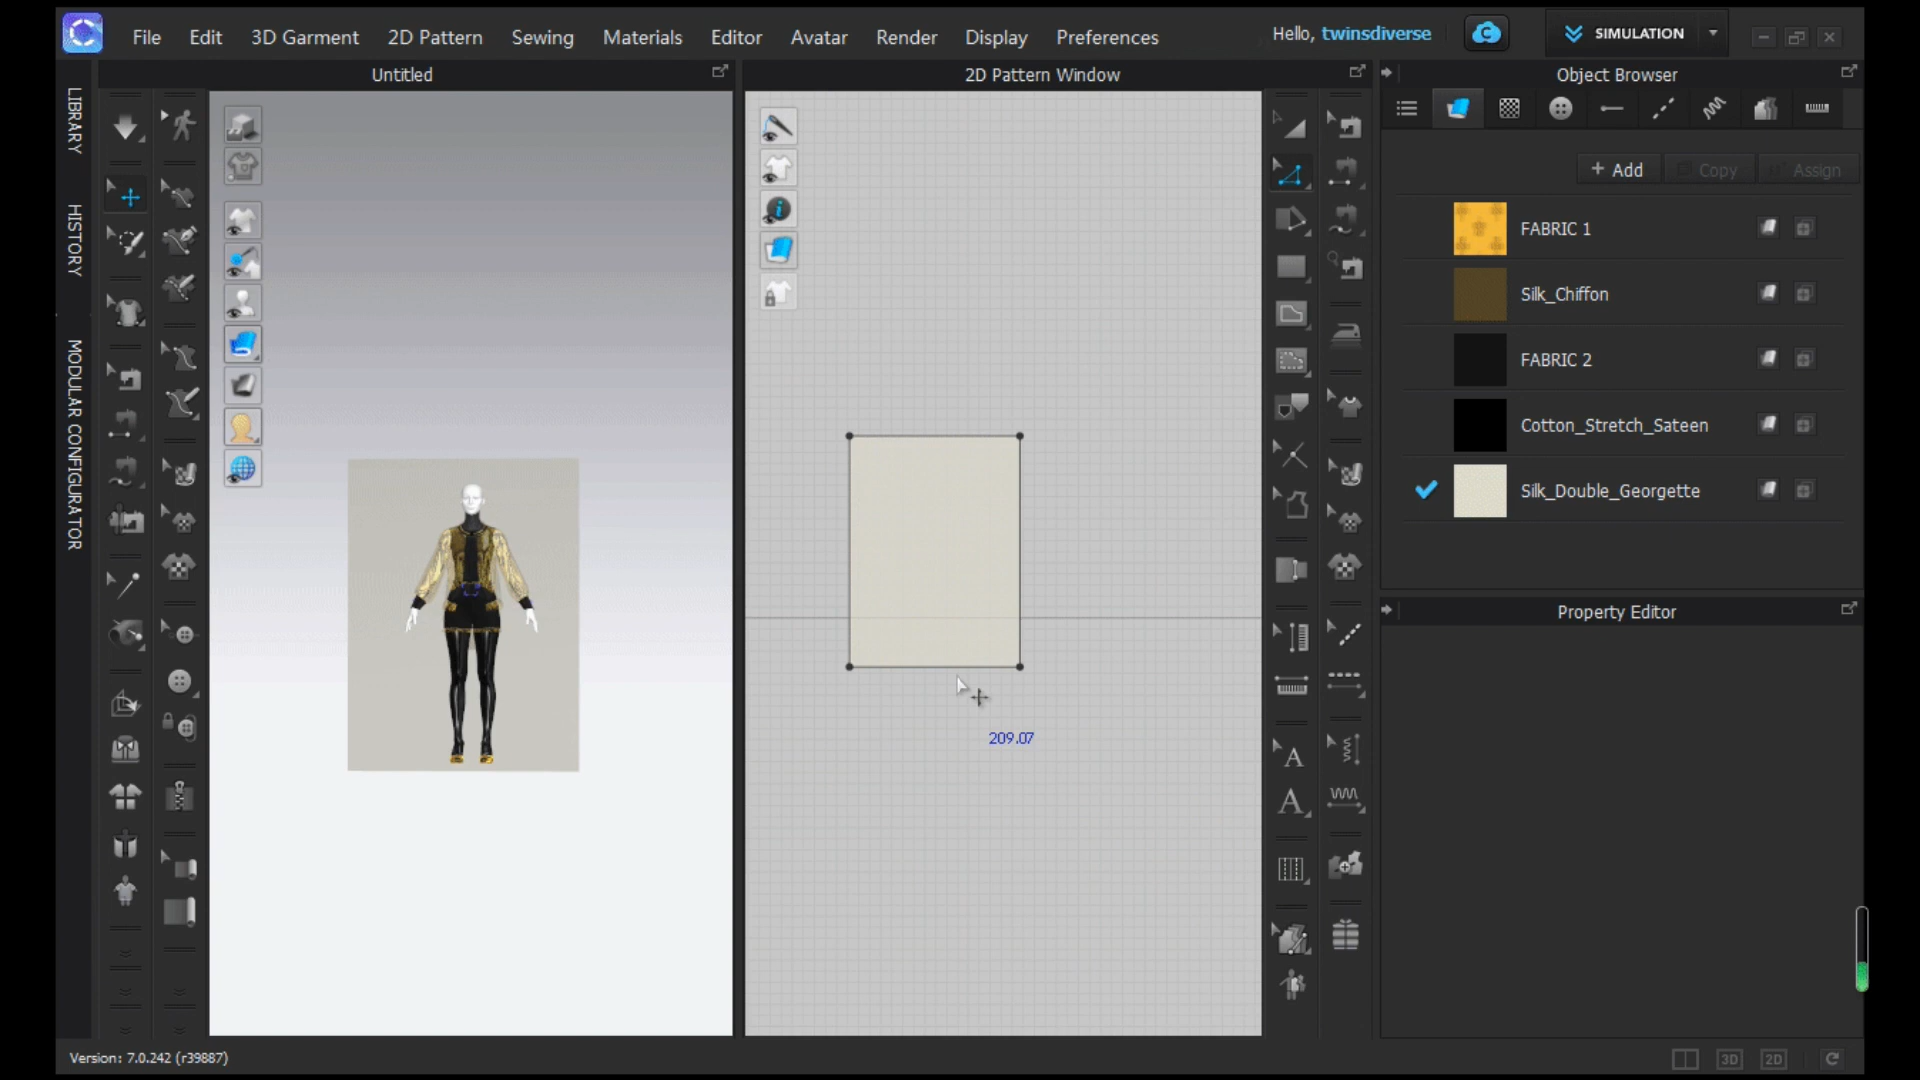 File Edit 3D Garment 2D Pattern Sewing Materials Editor Avatar Render Display Preferences
Hello, twinsdiverse
SIMULATION
Untitled
2D Pattern Window
Object Browser
LIBRARY
HISTORY
MODULAR CONFIGURATOR
+ Add Copy Assign
FABRIC 1
Silk_Chiffon
FABRIC 2
Cotton_Stretch_Sateen
Silk_Double_Georgette
Property Editor
209.07
A
A
Version: 7.0.242 (r39887)
3D 2D